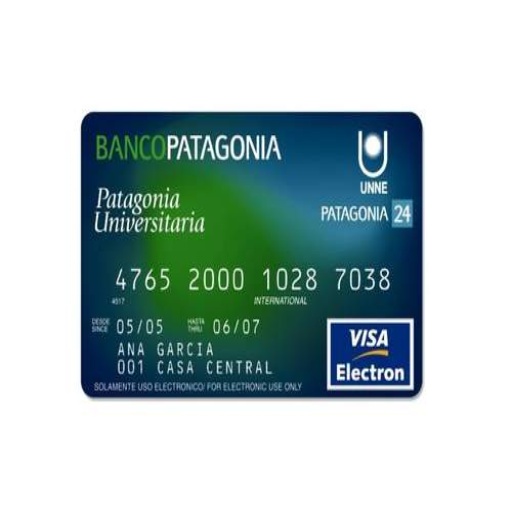 BANCOPATAGONIA
UNNE
Patagonia
Universitaria
PATAGONIA 24
4765 2000 1028 7038
4517
INTERNATIONAL
DESDE
SINCE 05/05 HASTA
THRU 06/07
ANA GARCIA
001 CASA CENTRAL
SOLAMENTE USO ELECTRONICO/ FOR ELECTRONIC USE ONLY
VISA
Electron